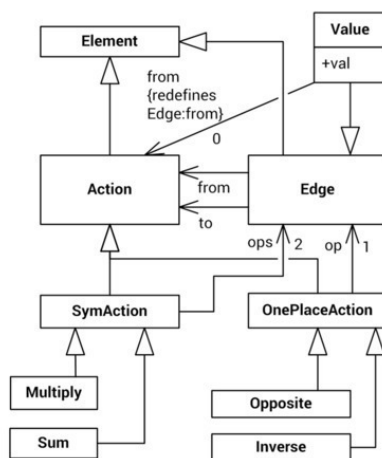 Element
Value
+val
from
{redefines
Edge:from}
0
Action
Edge
from
to
ops 2
op 1
SymAction
OnePlaceAction
Multiply
Opposite
Sum
Inverse